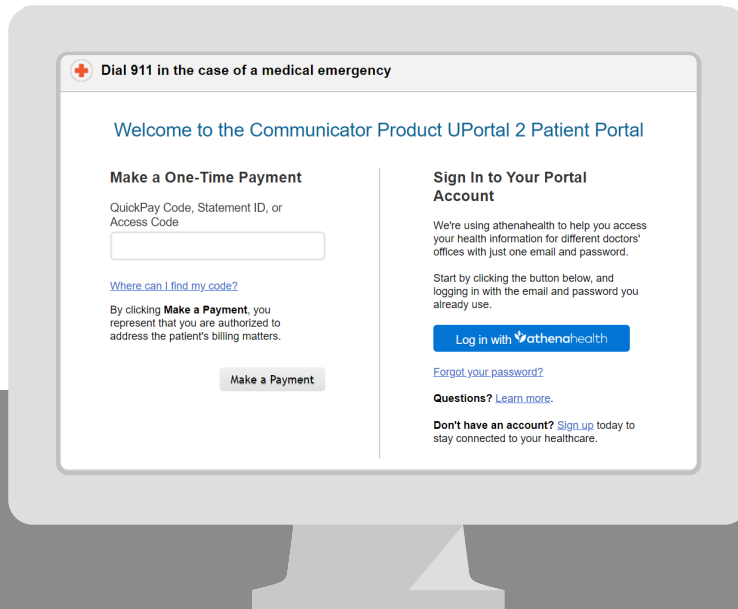 Dial 911 in the case of a medical emergency
Welcome to the Communicator Product UPortal 2 Patient Portal
Make a One-Time Payment
QuickPay Code, Statement ID, or
Access Code
Where can I find my code?
By clicking Make a Payment, you
represent that you are authorized to
address the patient's billing matters.
Make a Payment
Sign In to Your Portal
Account
We're using athenahealth to help you access
your health information for different doctors'
offices with just one email and password.
Start by clicking the button below, and
logging in with the email and password you
already use.
Log in with athenahealth
Forgot your password?
Questions? Learn more.
Don't have an account? Sign up today to
stay connected to your healthcare.